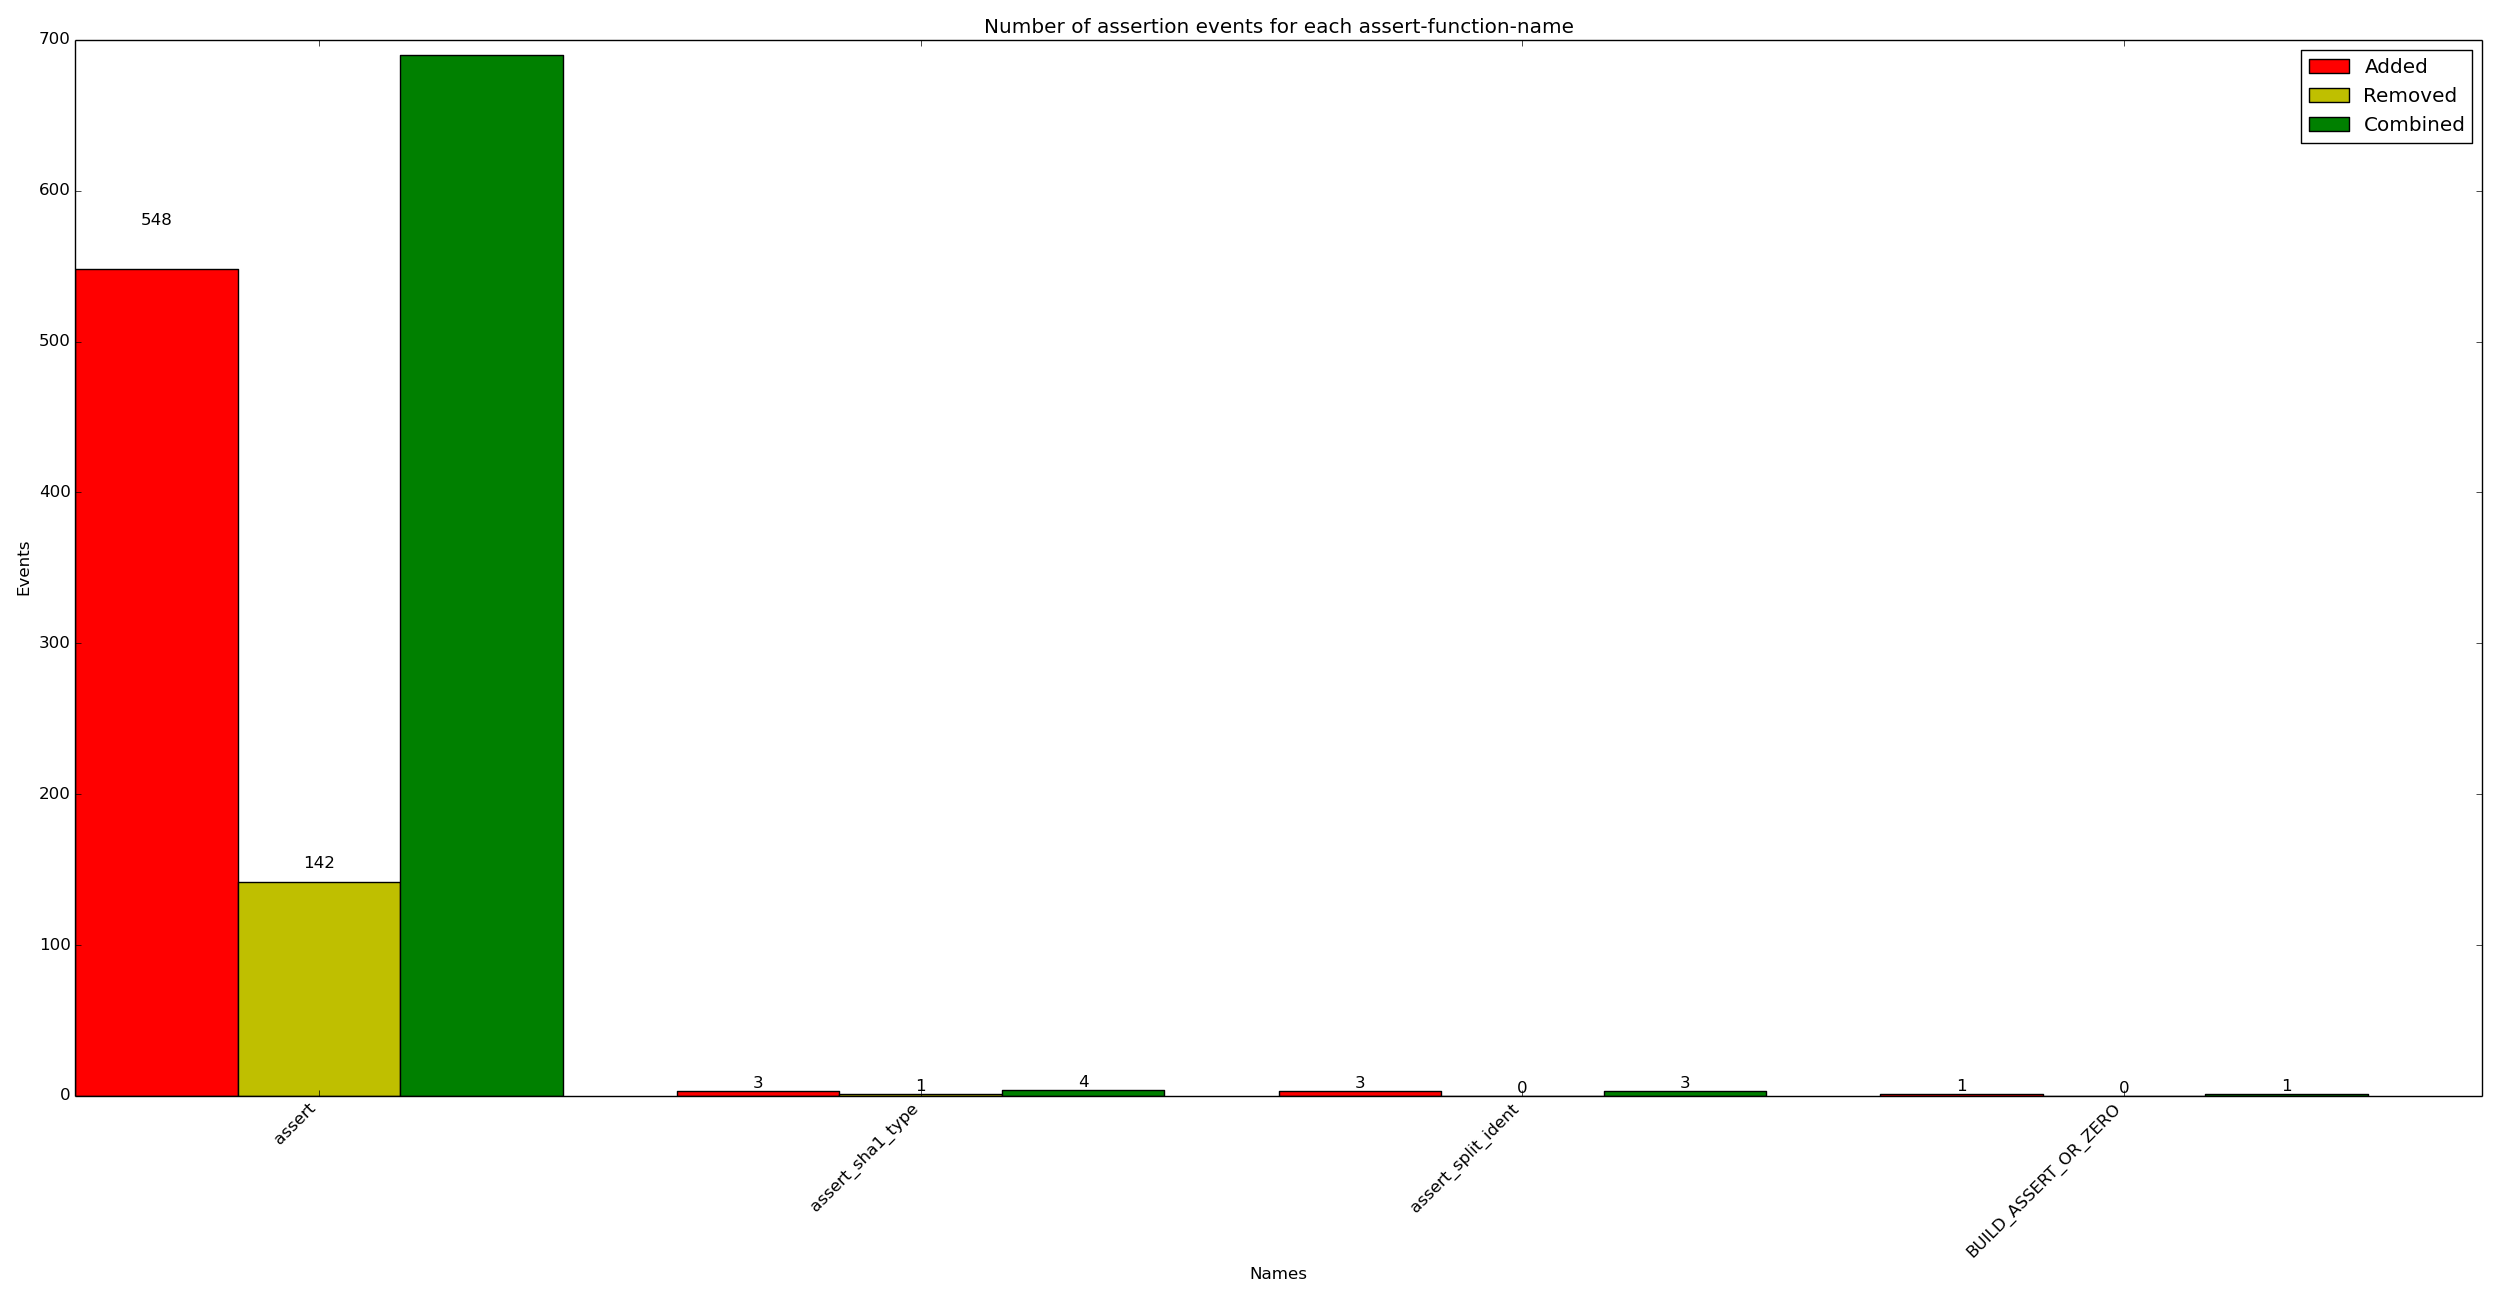 Number of assertion events for each assert-function-name
700
600
500
400
300
200
100
0
Events
Added
Removed
Combined
548
142
3
1
4
3
0
3
1
0
1
assert
assert_sha1_type
assert_split_ident
BUILD_ASSERT_OR_ZERO
Names